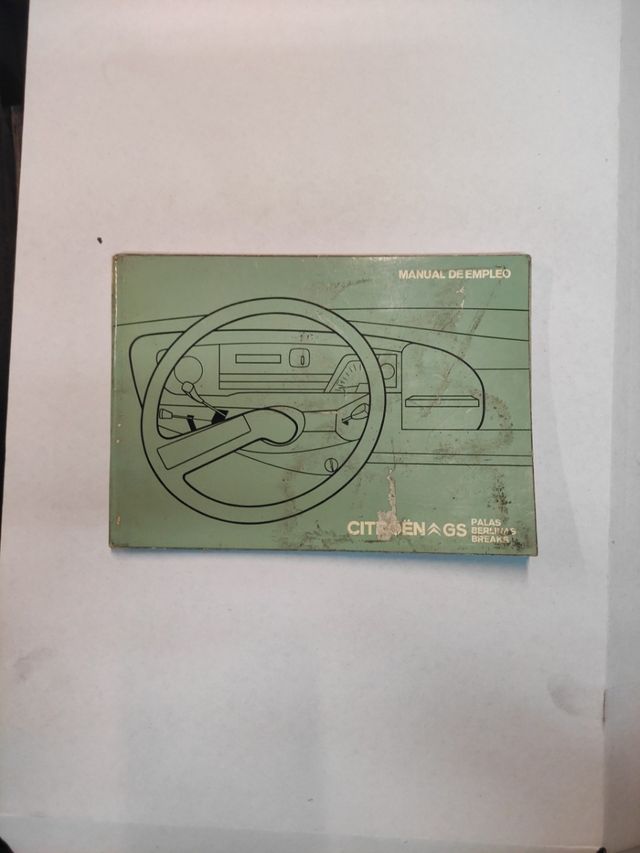 MANUAL DE EMPLEO
CITROËN GS
PALAS
BERLINAS
BREAKS